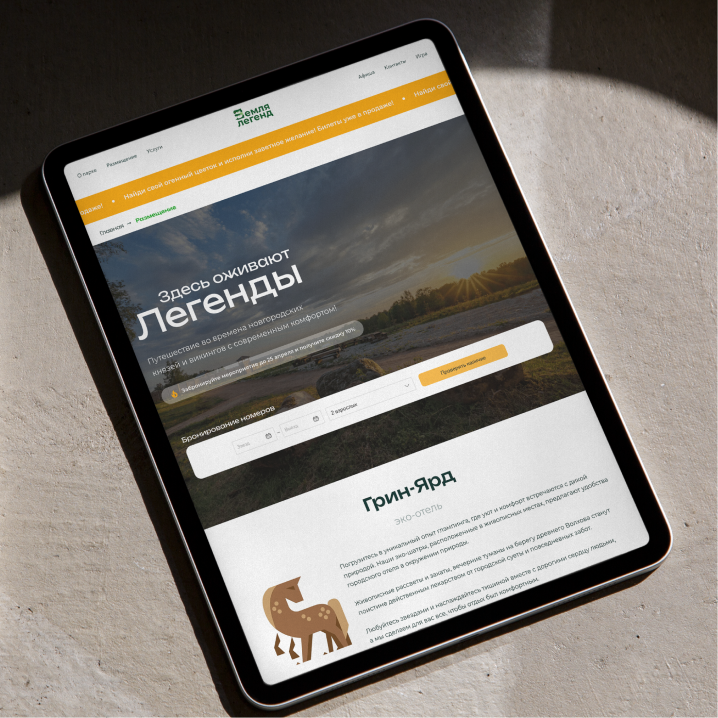 О парке Размещение Услуги
Земля
легенд
Афиша Контакты Игра
Найди свой огненный цветок и исполни заветное желание! Билеты уже в продаже! • Найди
Главная → Размещение
Здесь оживают
Легенды
Путешествие во времена новгородских
князей и викингов с современным комфортом!
Забронируйте мероприятие до 25 апреля и получите скидку 10%
Бронирование номеров
2 взрослых
Проверить наличие
Грин-Ярд
эко-отель
Погрузитесь в уникальный опыт глэмпинга, где уют и комфорт встречаются с дикой
природой. Наши эко-шатры, расположенные в живописных местах, предлагают удобства
городского отеля в окружении природы.
Живописные рассветы и закаты, вечерние туманы на берегу древнего Волхова станут
поистине действенным лекарством от городской суеты и повседневных забот.
Любуйтесь звездами и наслаждайтесь тишиной вместе с дорогими сердцу людьми,
а мы сделаем для вас все, чтобы отдых был комфортным.